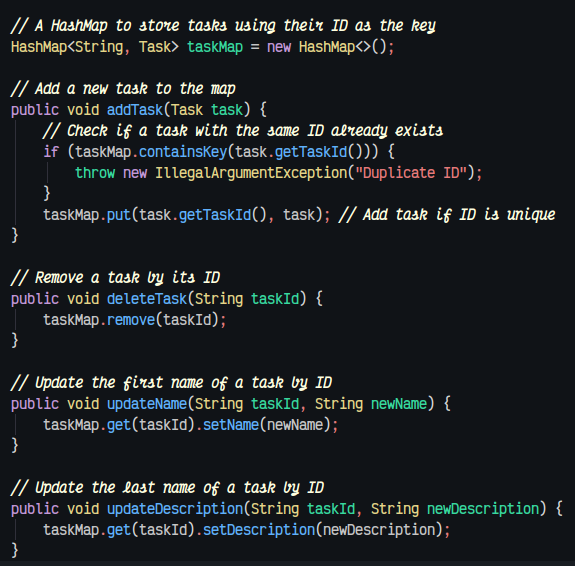 // A HashMap to store tasks using their ID as the key
HashMap<String, Task> taskMap = new HashMap<>();
// Add a new task to the map
public void addTask(Task task) {
// Check if a task with the same ID already exists
if (taskMap.containsKey(task.getTaskId())) {
throw new IllegalArgumentException("Duplicate ID");
}
taskMap.put(task.getTaskId(), task); // Add task if ID is unique
}
// Remove a task by its ID
public void deleteTask(String taskId) {
taskMap.remove(taskId);
}
// Update the first name of a task by ID
public void updateName(String taskId, String newName) {
taskMap.get(taskId).setName(newName);
}
// Update the last name of a task by ID
public void updateDescription(String taskId, String newDescription) {
taskMap.get(taskId).setDescription(newDescription);
}